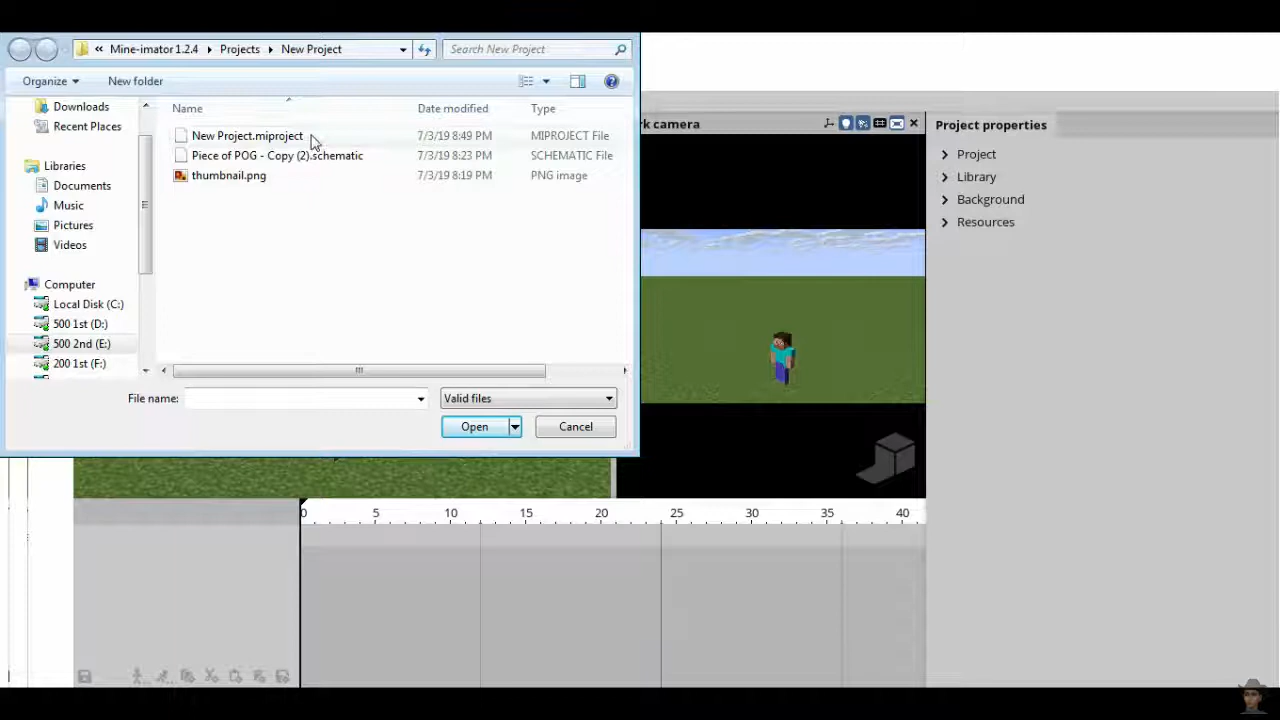 « Mine-imator 1.2.4 Projects New Project Search New Project
Organize New folder
Name Date modified Type
Downloads
Recent Places
Libraries
Documents
Music
Pictures
Videos
Computer
Local Disk (C:)
500 1st (D:)
500 2nd (E:)
200 1st (F:)
New Project.miproject 7/3/19 8:49 PM MIPROJECT File
Piece of POG - Copy (2).schematic 7/3/19 8:23 PM SCHEMATIC File
thumbnail.png 7/3/19 8:19 PM PNG image
File name: Valid files
Open Cancel
camera
Project properties
Project
Library
Background
Resources
0 5 10 15 20 25 30 35 40